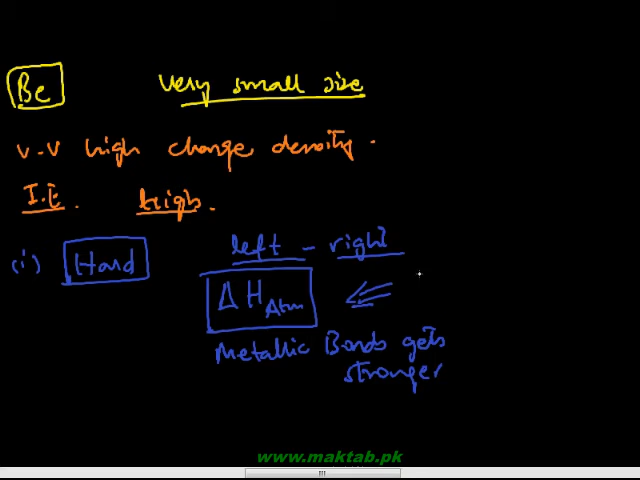 Be Very small size
V.V high charge density.
I.E. high.
(i) Hard left - right
ΔH Atm
Metallic Bonds gets
stronger
www.maktab.pk